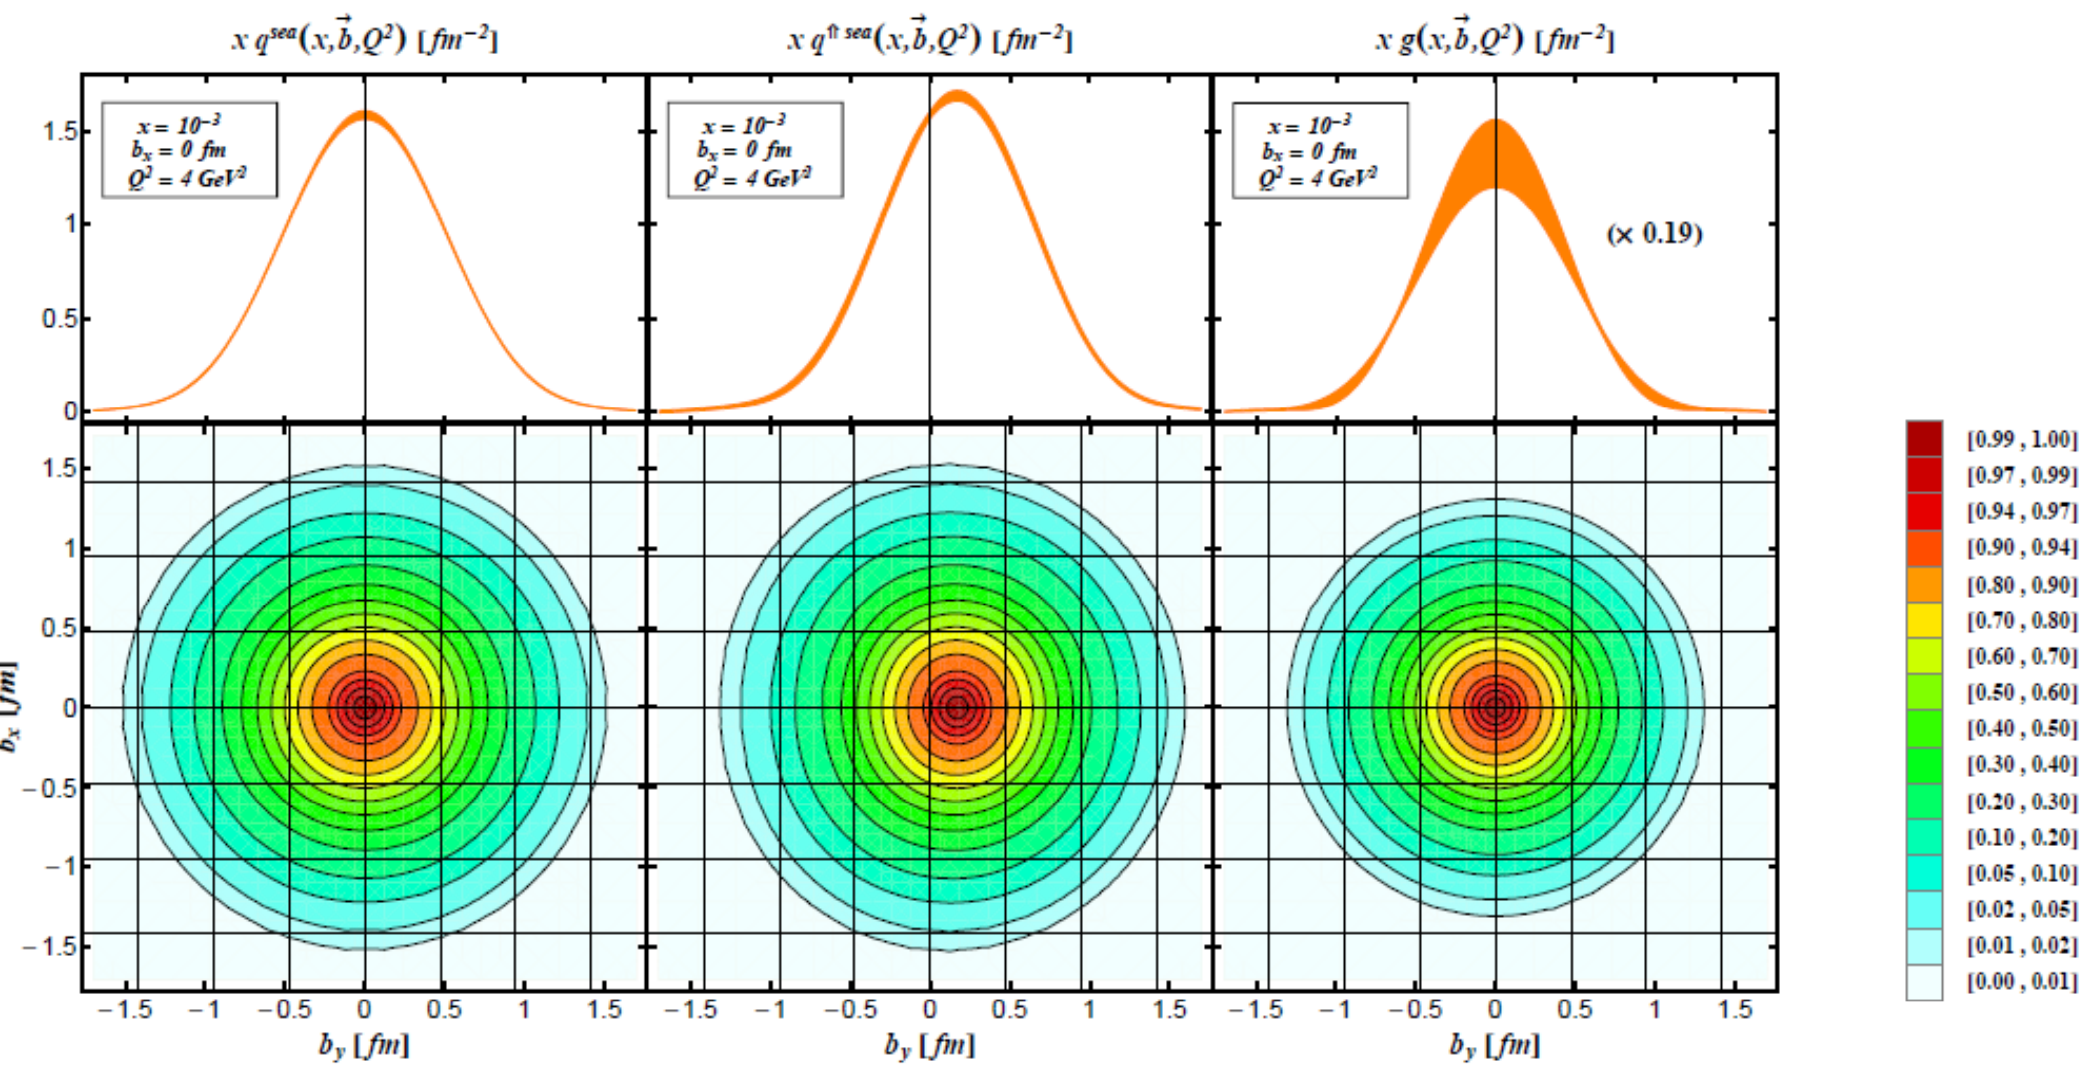 x q^sea(x,b⃗,Q²) [fm⁻²]
x q^⇑ sea(x,b⃗,Q²) [fm⁻²]
x g(x,b⃗,Q²) [fm⁻²]
x = 10⁻³
bₓ = 0 fm
Q² = 4 GeV²
x = 10⁻³
bₓ = 0 fm
Q² = 4 GeV²
x = 10⁻³
bₓ = 0 fm
Q² = 4 GeV²
(× 0.19)
1.5
1
0.5
0
1.5
1
0.5
0
−0.5
−1
−1.5
bₓ [fm]
−1.5 −1 −0.5 0 0.5 1 1.5
−1.5 −1 −0.5 0 0.5 1 1.5
−1.5 −1 −0.5 0 0.5 1 1.5
b_y [fm]
b_y [fm]
b_y [fm]
[0.99 , 1.00]
[0.97 , 0.99]
[0.94 , 0.97]
[0.90 , 0.94]
[0.80 , 0.90]
[0.70 , 0.80]
[0.60 , 0.70]
[0.50 , 0.60]
[0.40 , 0.50]
[0.30 , 0.40]
[0.20 , 0.30]
[0.10 , 0.20]
[0.05 , 0.10]
[0.02 , 0.05]
[0.01 , 0.02]
[0.00 , 0.01]